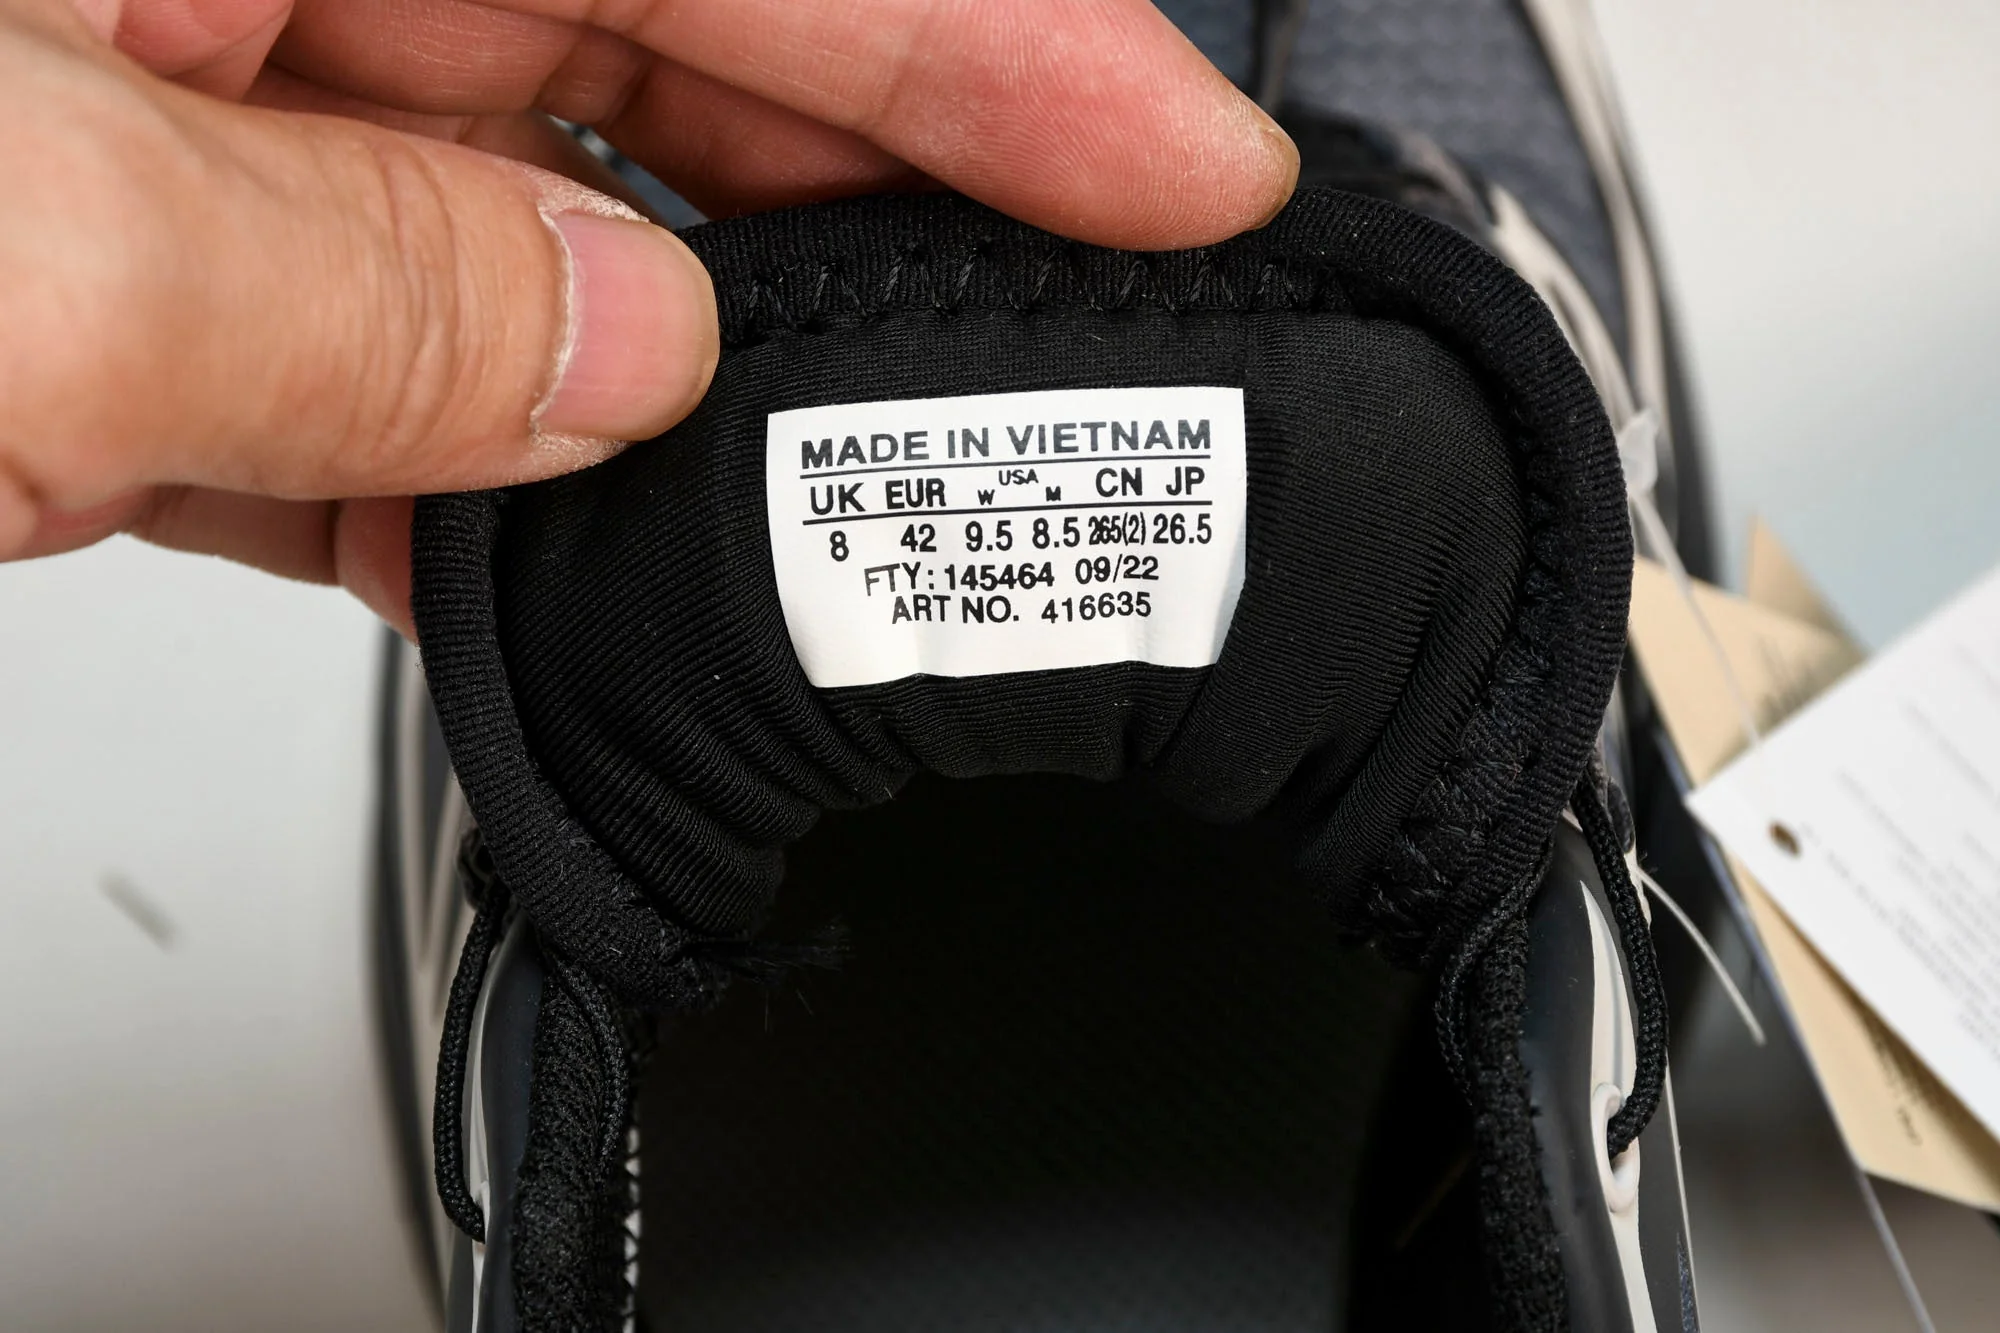 MADE IN VIETNAM
UK EUR W USA M CN JP
8 42 9.5 8.5 265(2) 26.5
FTY: 145464 09/22
ART NO. 416635